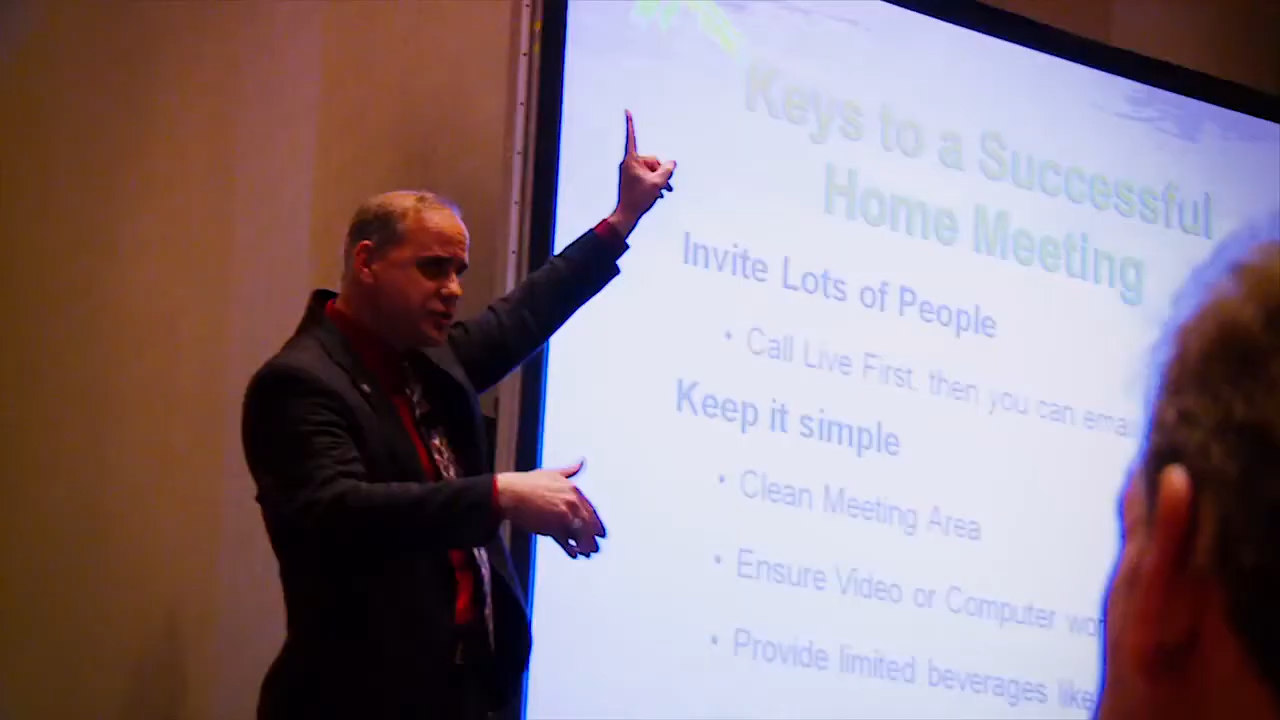 Keys to a Successful
Home Meeting
Invite Lots of People
• Call Live First, then you can
Keep it simple
• Clean Meeting Area
• Ensure Video or Computer
• Provide limited beverages like